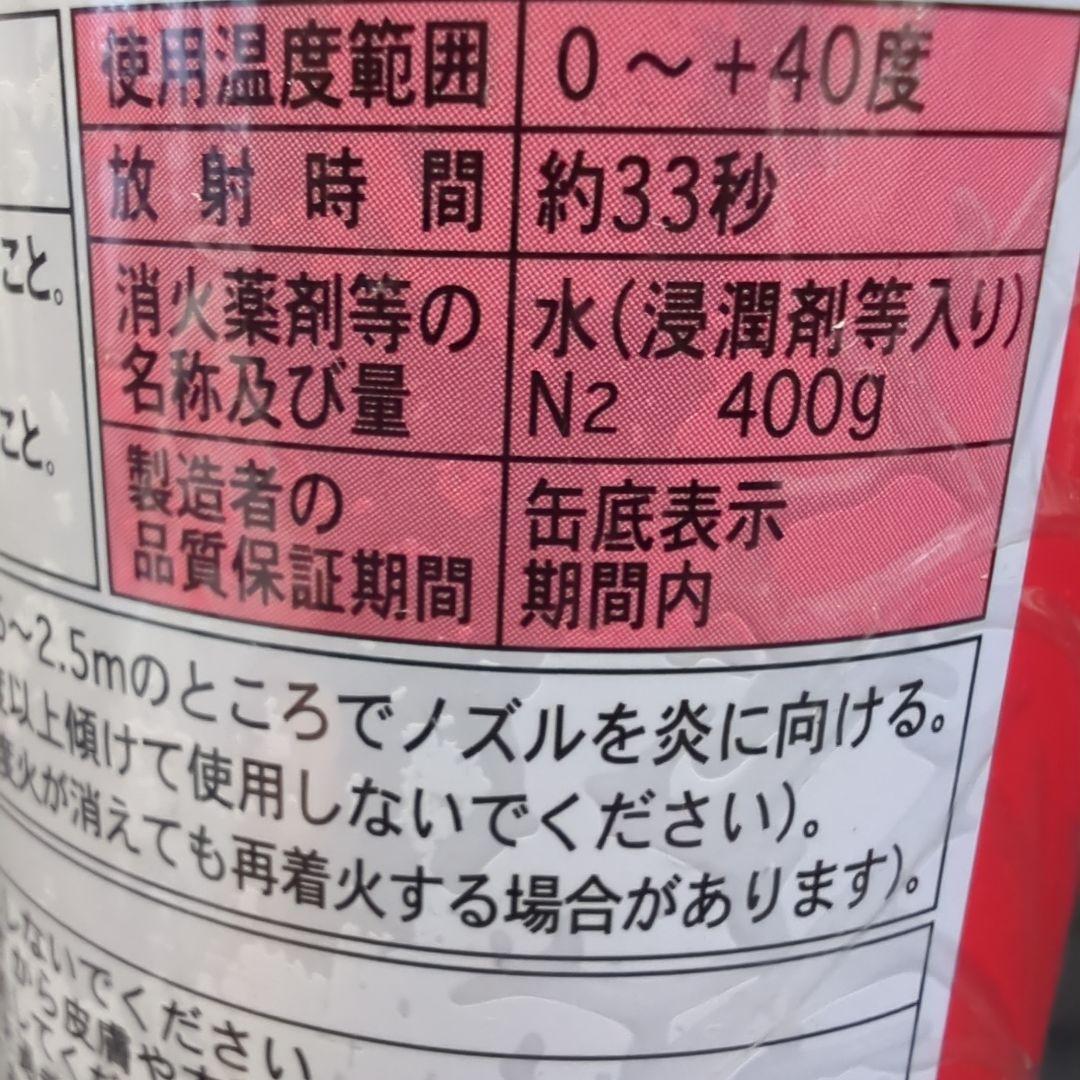 使用温度範囲 0～+40度
放射時間 約33秒
消火薬剤等の 水(浸潤剤等入り)
名称及び量 N2 400g
製造者の 缶底表示
品質保証期間 期間内
こと。
こと。
～2.5mのところでノズルを炎に向ける。
以上傾けて使用しないでください)。
火が消えても再着火する場合があります)。
しないでください
から皮膚や